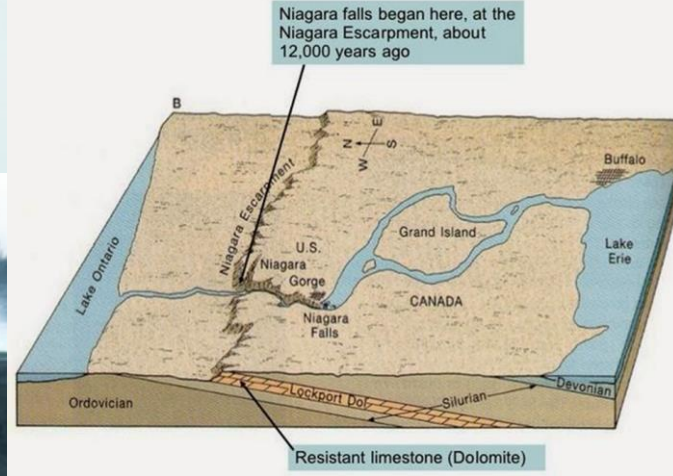 Niagara falls began here, at the
Niagara Escarpment, about
12,000 years ago
B
N
E
S
W
Buffalo
Niagara Escarpment
Grand Island
Lake Ontario
U.S.
Lake
Erie
Niagara
Gorge
CANADA
Niagara
Falls
Devonian
Lockport Dol
Silurian
Ordovician
Resistant limestone (Dolomite)